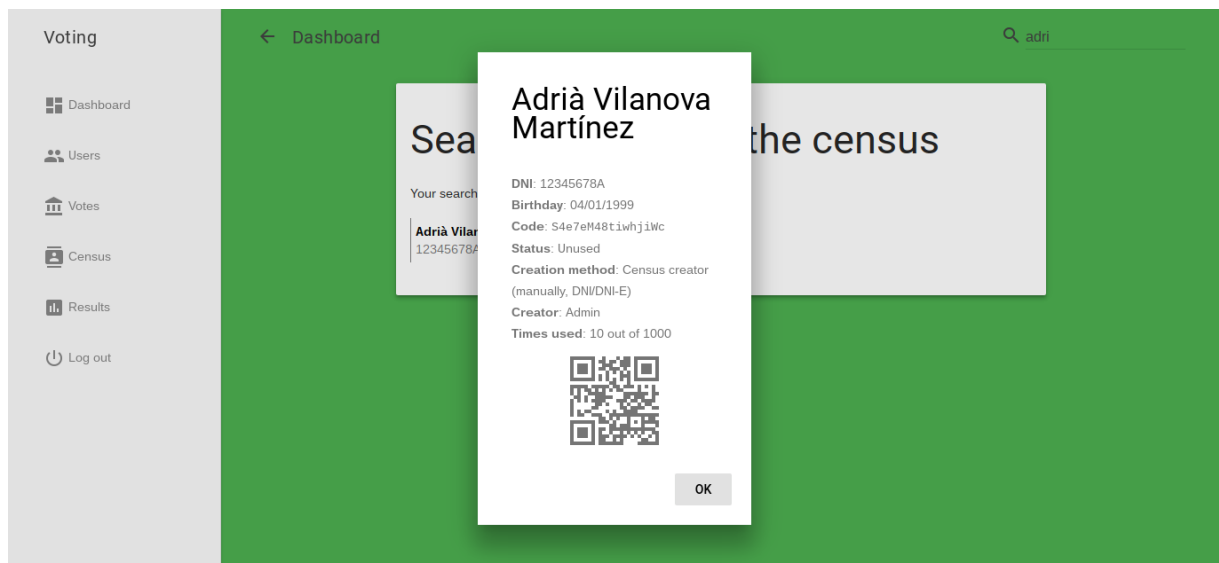 Voting
Dashboard
Users
Votes
Census
Results
Log out
Dashboard
adri
Sea
the census
Your search
Adrià Vilar
12345678A
Adrià Vilanova
Martínez
DNI: 12345678A
Birthday: 04/01/1999
Code: S4e7eM48tiwhjiWc
Status: Unused
Creation method: Census creator
(manually, DNI/DNI-E)
Creator: Admin
Times used: 10 out of 1000
OK